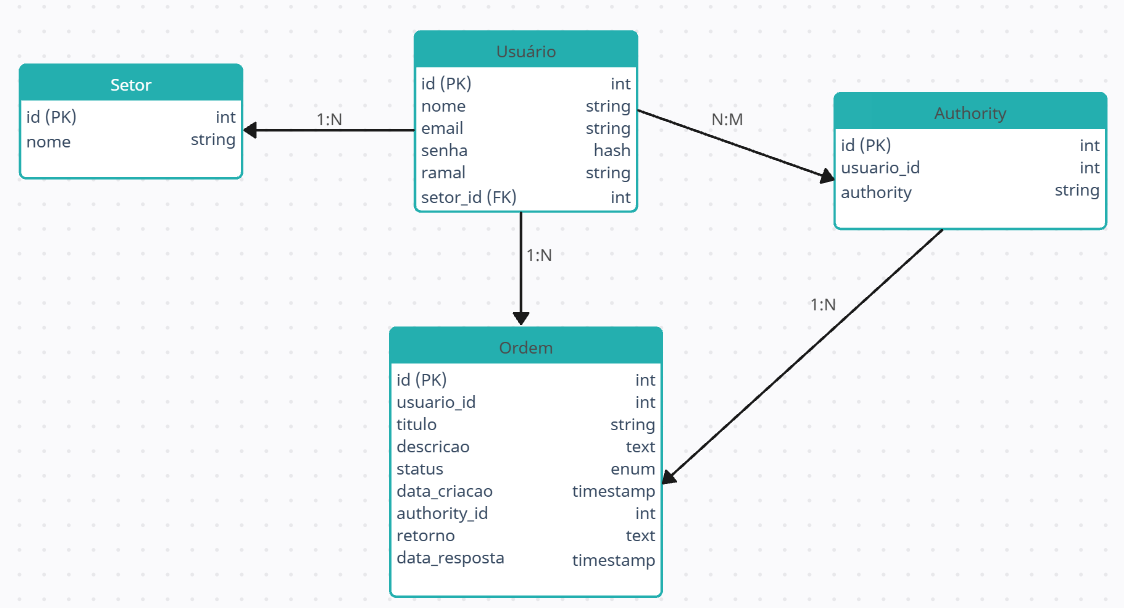 Setor
id (PK) int
nome string
1:N
Usuário
id (PK) int
nome string
email string
senha hash
ramal string
setor_id (FK) int
N:M
Authority
id (PK) int
usuario_id int
authority string
1:N
1:N
Ordem
id (PK) int
usuario_id int
titulo string
descricao text
status enum
data_criacao timestamp
authority_id int
retorno text
data_resposta timestamp